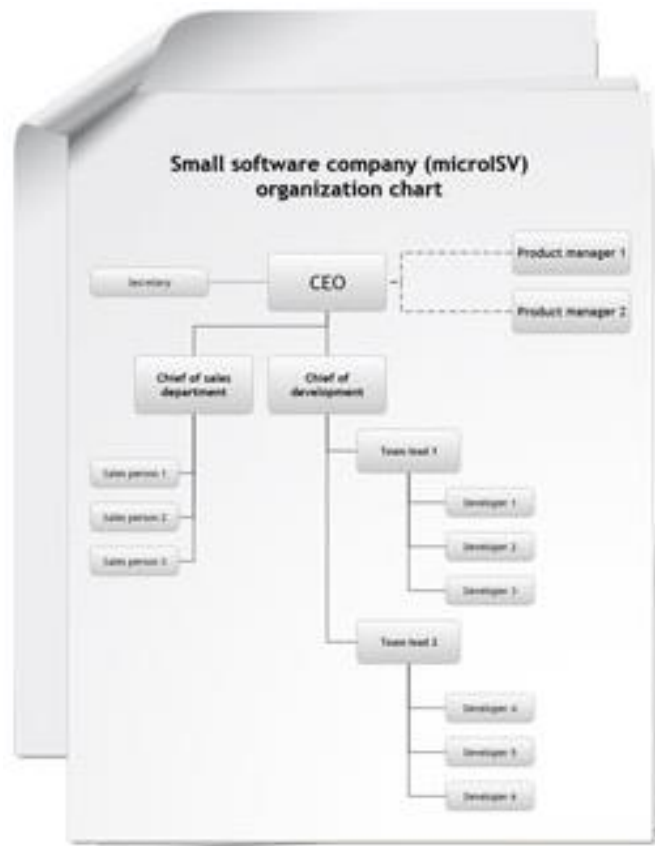 Small software company (microISV)
organization chart
Product manager 1
Secretary
CEO
Product manager 2
Chief of sales
department
Chief of
development
Team lead 1
Sales person 1
Developer 1
Sales person 2
Developer 2
Sales person 3
Developer 3
Team lead 2
Developer 4
Developer 5
Developer 6